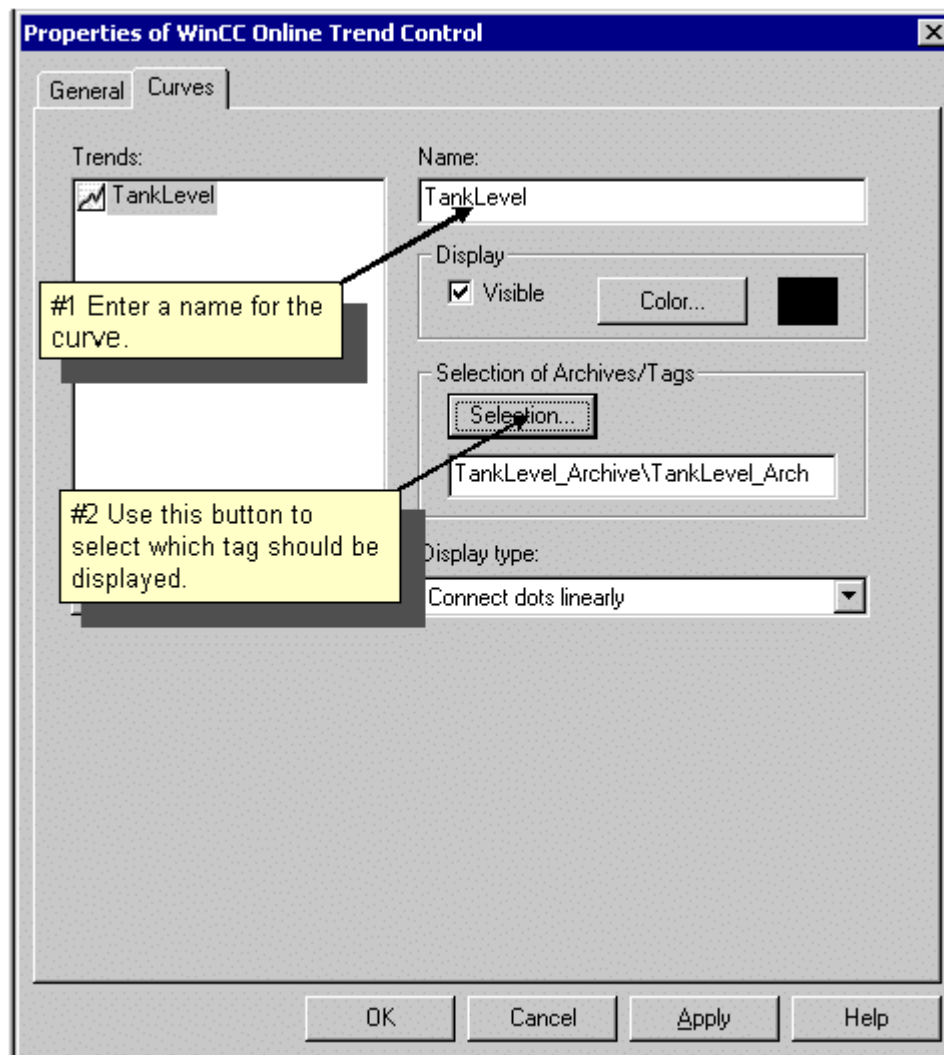 Properties of WinCC Online Trend Control
General
Curves
Trends:
TankLevel
Name:
TankLevel
#1 Enter a name for the
curve.
Display
Visible
Color...
Selection of Archives/Tags
Selection...
TankLevel_Archive\TankLevel_Arch
#2 Use this button to
select which tag should be
displayed.
Display type:
Connect dots linearly
OK
Cancel
Apply
Help